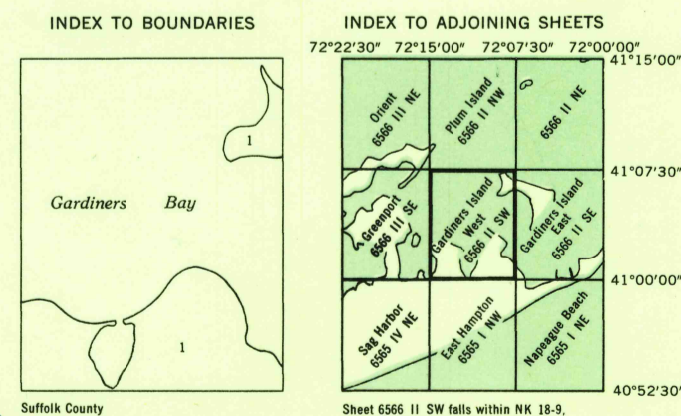 INDEX TO BOUNDARIES
1
Gardiners Bay
1
Suffolk County
INDEX TO ADJOINING SHEETS
72°22'30" 72°15'00" 72°07'30" 72°00'00"
41°15'00"
Orient
6566 III NE
Plum Island
6566 II NW
6566 II NE
41°07'30"
Greenport
6566 III SE
Gardiners Island
West
6566 II SW
Gardiners Island
East
6566 II SE
41°00'00"
Sag Harbor
6565 IV NE
East Hampton
6565 I NW
Napeague Beach
6565 I NE
40°52'30"
Sheet 6566 II SW falls within NK 18-9,